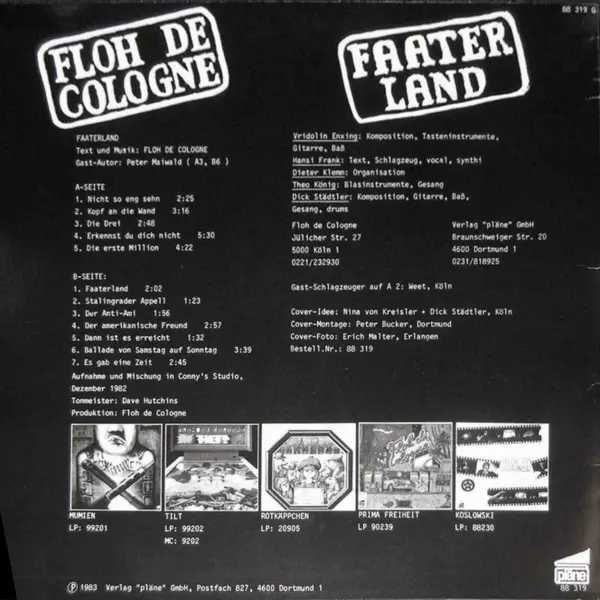 88 319 G
FLOH DE
COLOGNE
FAATER
LAND
FAATERLAND
Text und Musik: FLOH DE COLOGNE
Gast-Autor: Peter Maiwald ( A3, B6 )
A-SEITE
1. Nicht so eng sehn 2:25
2. Kopf an die Wand 3:16
3. Die Drei 2:48
4. Erkennst du dich nicht 5:30
5. Die erste Million 4:22
B-SEITE:
1. Faaterland 2:02
2. Stalingrader Appell 1:23
3. Der Anti-Ami 1:56
4. Der amerikanische Freund 2:57
5. Dann ist es erreicht 1:32
6. Ballade von Samstag auf Sonntag 3:39
7. Es gab eine Zeit 2:45
Aufnahme und Mischung in Conny's Studio,
Dezember 1982
Tonmeister: Dave Hutchins
Produktion: Floh de Cologne
Vridolin Enxing: Komposition, Tasteninstrumente,
Gitarre, Baß
Hansi Frank: Text, Schlagzeug, vocal, synthi
Dieter Klemm: Organisation
Theo König: Blasinstrumente, Gesang
Dick Städtler: Komposition, Gitarre, Baß,
Gesang, drums
Floh de Cologne
Jülicher Str. 27
5000 Köln 1
0221/232930
Verlag "pläne" GmbH
Braunschweiger Str. 20
4600 Dortmund 1
0231/818925
Gast-Schlagzeuger auf A 2: Weet, Köln
Cover-Idee: Nina von Kreisler + Dick Städtler, Köln
Cover-Montage: Peter Bucker, Dortmund
Cover-Foto: Erich Malter, Erlangen
Bestell.Nr.: 88 319
MUMIEN
LP: 99201
TILT
LP: 99202
MC: 9202
ROTKÄPPCHEN
LP: 20905
PRIMA FREIHEIT
LP 90239
KOSLOWSKI
LP: 88230
℗ 1983 Verlag "pläne" GmbH, Postfach 827, 4600 Dortmund 1
pläne
88 319